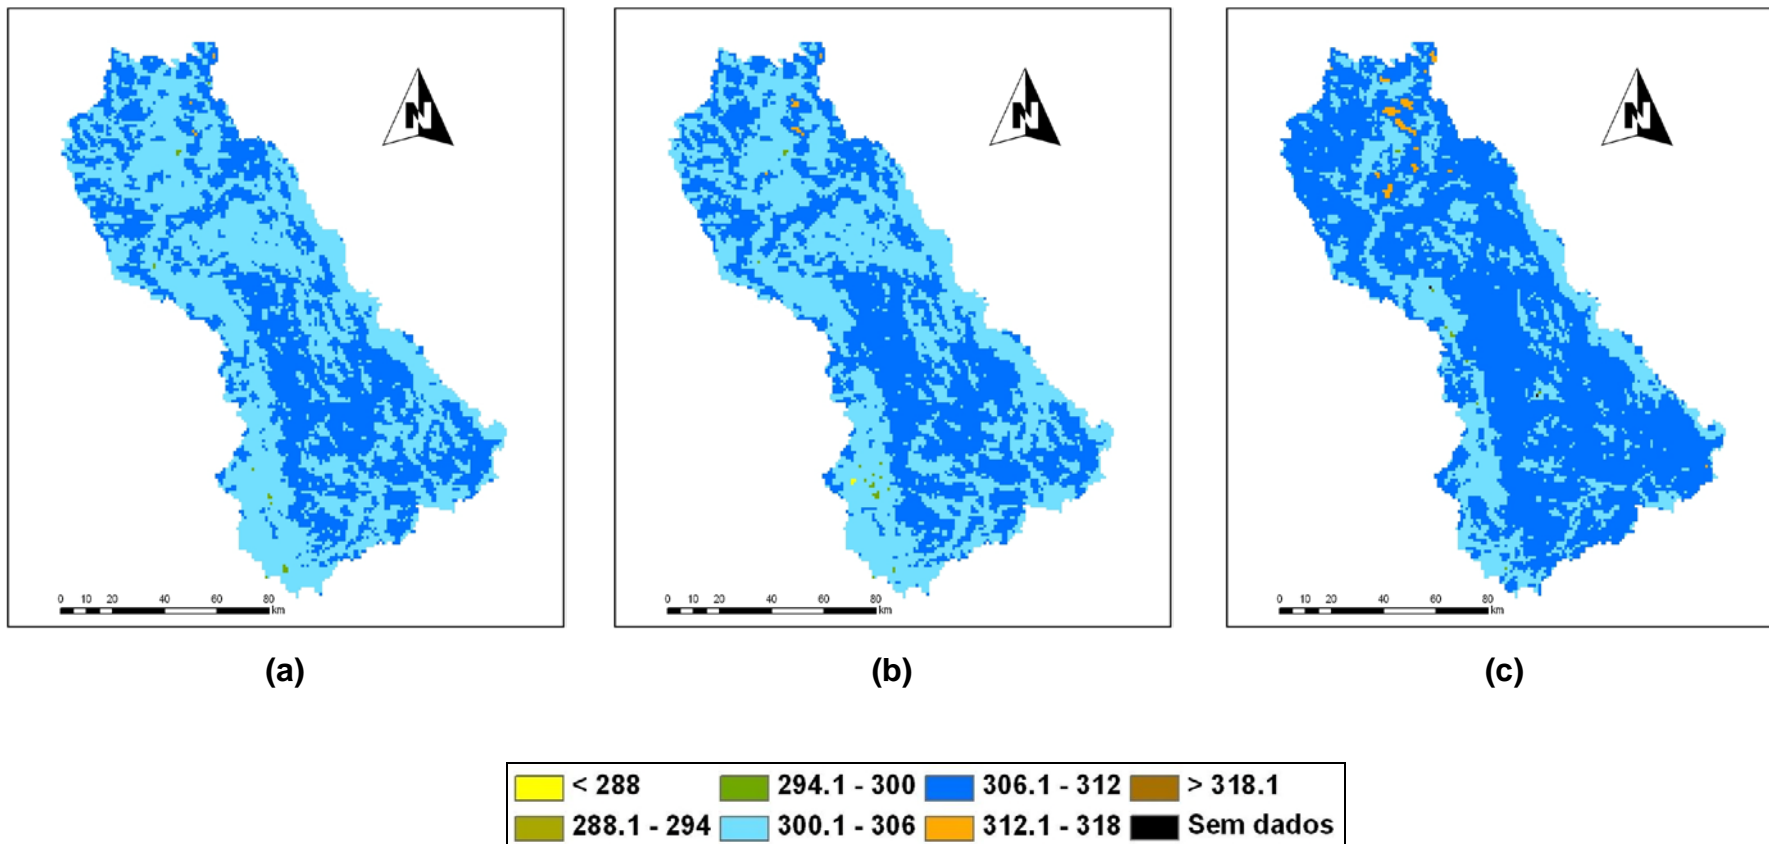 N
N
N
0 10 20 40 60 80
km
0 10 20 40 60 80
km
0 10 20 40 60 80
km
(a)
(b)
(c)
< 288
294.1 - 300
306.1 - 312
> 318.1
288.1 - 294
300.1 - 306
312.1 - 318
Sem dados